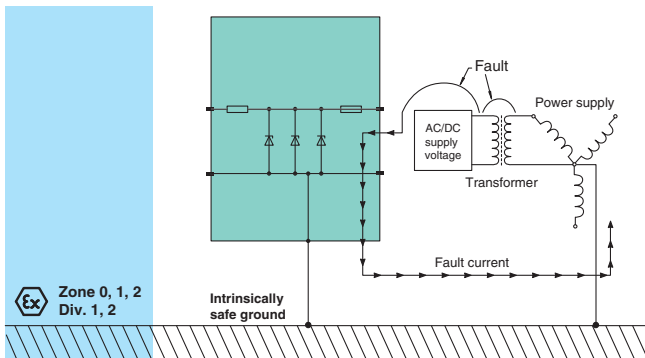 Fault
Power supply
AC/DC
supply
voltage
Transformer
Fault current
Ex
Zone 0, 1, 2
Div. 1, 2
Intrinsically
safe ground